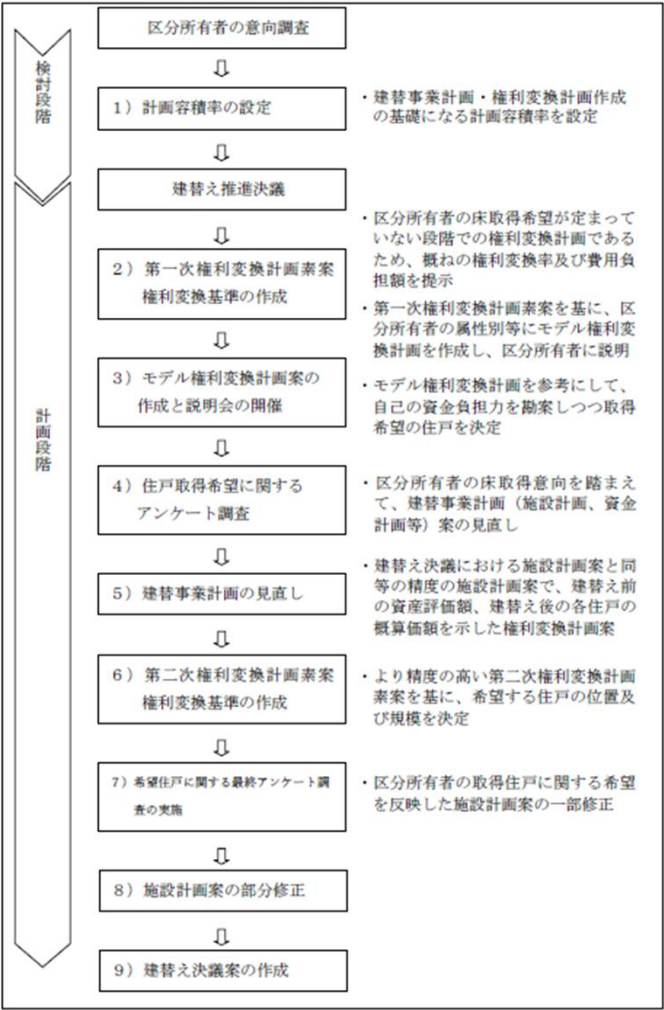 区分所有者の意向調査
検討段階
1）計画容積率の設定
・建替事業計画・権利変換計画作成
の基礎になる計画容積率を設定
建替え推進決議
計画段階
・区分所有者の床取得希望が定まって
いない段階での権利変換計画である
ため、概ねの権利変換率及び費用負
担額を提示
2）第一次権利変換計画素案
権利変換基準の作成
・第一次権利変換計画素案を基に、区
分所有者の属性別等にモデル権利変
換計画を作成し、区分所有者に説明
3）モデル権利変換計画案の
作成と説明会の開催
・モデル権利変換計画を参考にして、
自己の資金負担力を勘案しつつ取得
希望の住戸を決定
4）住戸取得希望に関する
アンケート調査
・区分所有者の床取得意向を踏まえ
て、建替事業計画（施設計画、資金
計画等）案の見直し
5）建替事業計画の見直し
・建替え決議における施設計画案と同
等の精度の施設計画案で、建替え前
の資産評価額、建替え後の各住戸の
概算価額を示した権利変換計画案
6）第二次権利変換計画素案
権利変換基準の作成
・より精度の高い第二次権利変換計画
素案を基に、希望する住戸の位置及
び規模を決定
7）希望住戸に関する最終アンケート調
査の実施
・区分所有者の取得住戸に関する希望
を反映した施設計画案の一部修正
8）施設計画案の部分修正
9）建替え決議案の作成